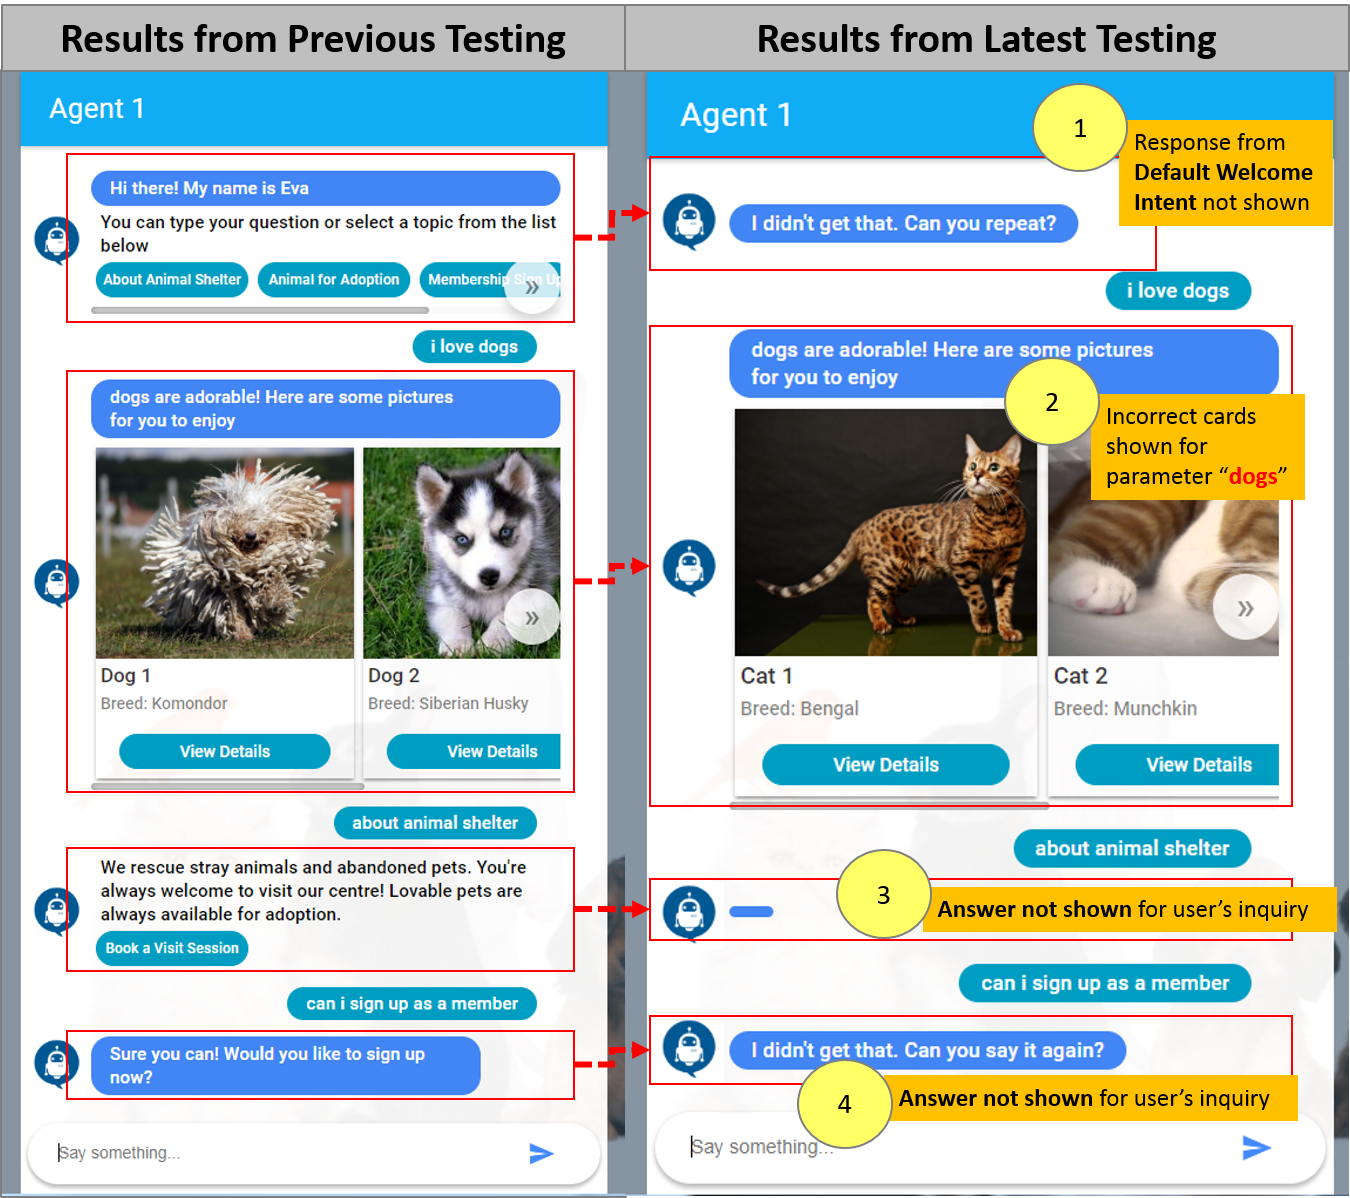 Results from Previous Testing
Agent 1
Hi there! My name is Eva
You can type your question or select a topic from the list
below
About Animal Shelter
Animal for Adoption
Membership Sign Up
»
i love dogs
dogs are adorable! Here are some pictures
for you to enjoy
»
Dog 1
Breed: Komondor
View Details
Dog 2
Breed: Siberian Husky
View Details
about animal shelter
We rescue stray animals and abandoned pets. You're
always welcome to visit our centre! Lovable pets are
always available for adoption.
Book a Visit Session
can i sign up as a member
Sure you can! Would you like to sign up
now?
Say something...
Results from Latest Testing
Agent 1
1
Response from
Default Welcome
Intent not shown
I didn't get that. Can you repeat?
i love dogs
dogs are adorable! Here are some pictures
for you to enjoy
2
Incorrect cards
shown for
parameter “dogs”
»
Cat 1
Breed: Bengal
View Details
Cat 2
Breed: Munchkin
View Details
about animal shelter
3
Answer not shown for user’s inquiry
can i sign up as a member
I didn't get that. Can you say it again?
4
Answer not shown for user’s inquiry
Say something...